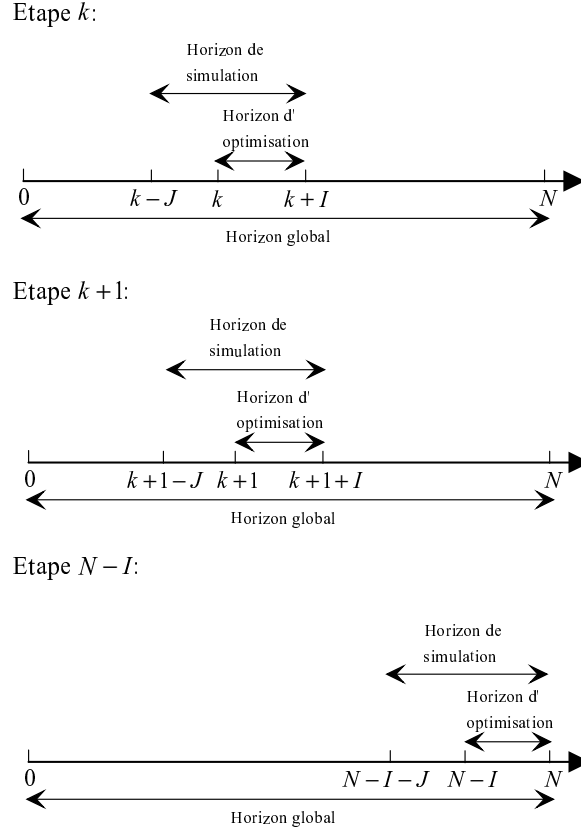 Etape k:
Horizon de
simulation
Horizon d'
optimisation
0 k – J k k + I N
Horizon global
Etape k + 1:
Horizon de
simulation
Horizon d'
optimisation
0 k + 1 – J k + 1 k + 1 + I N
Horizon global
Etape N – I:
Horizon de
simulation
Horizon d'
optimisation
0 N – I – J N – I N
Horizon global